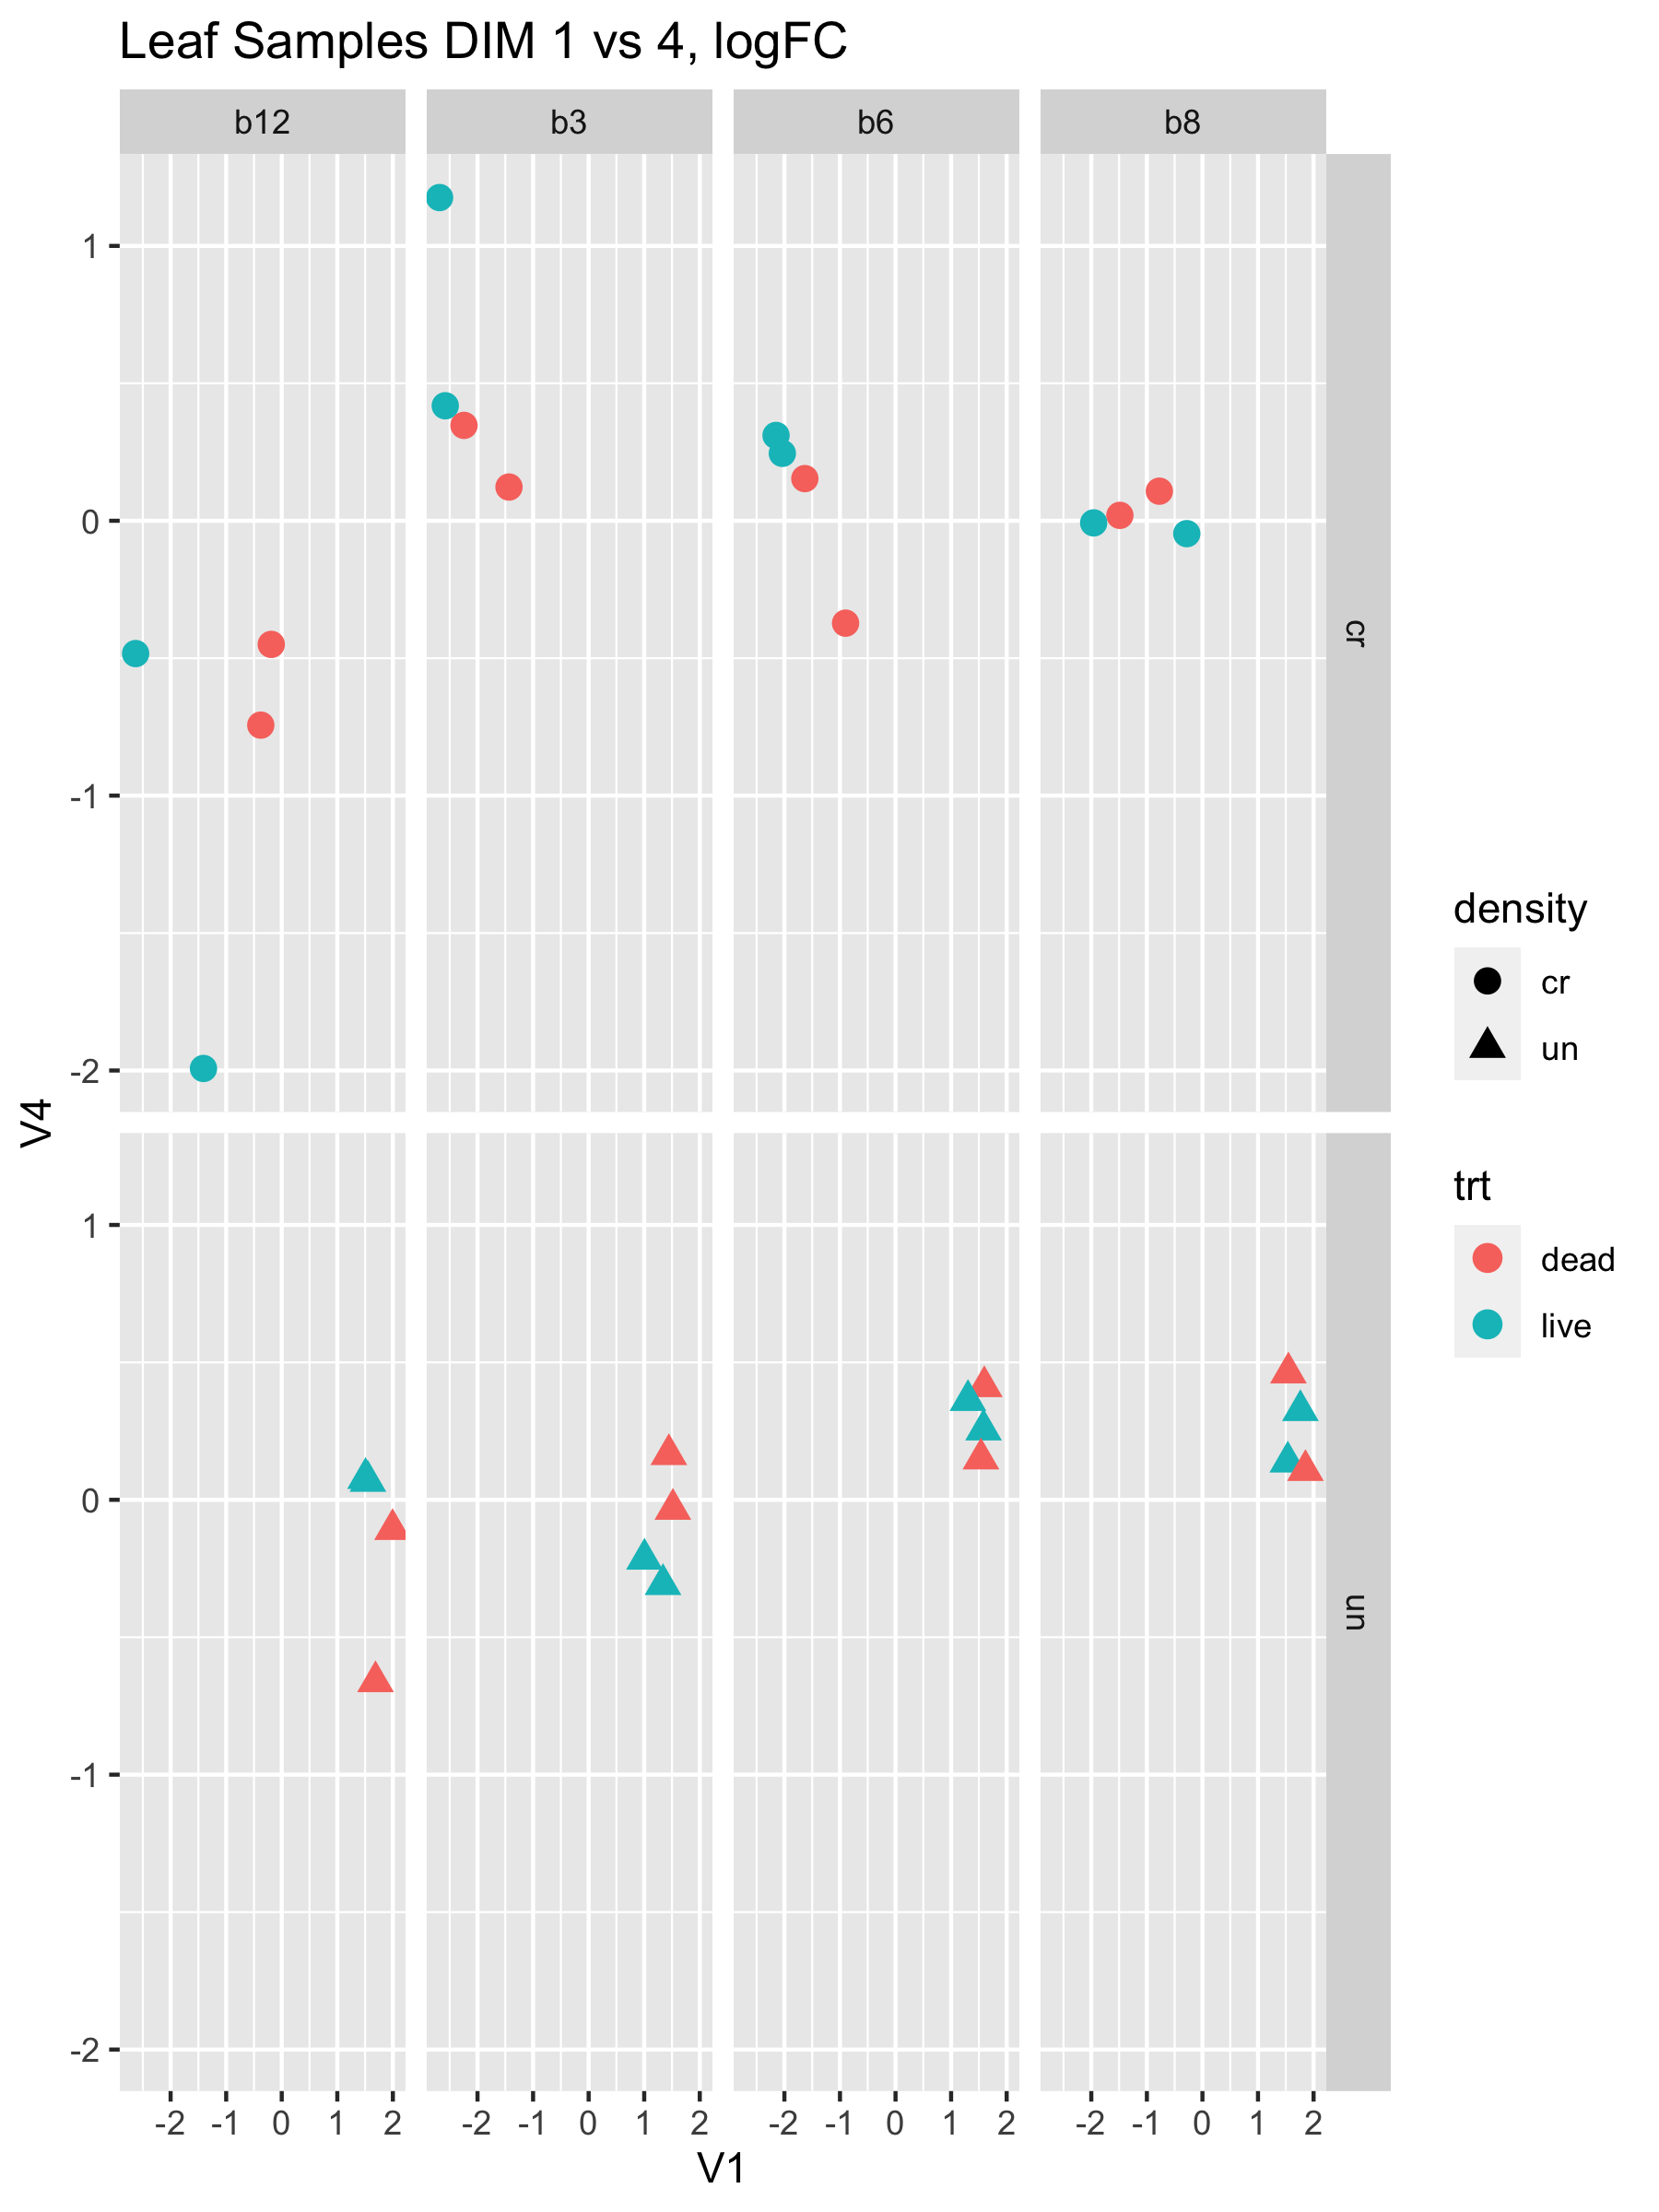 Leaf Samples DIM 1 vs 4, logFC
b12 b3 b6 b8
1
0
-1
-2
cr
1
0
-1
-2
un
V4
-2 -1 0 1 2 -2 -1 0 1 2 -2 -1 0 1 2 -2 -1 0 1 2
V1
density
cr
un
trt
dead
live